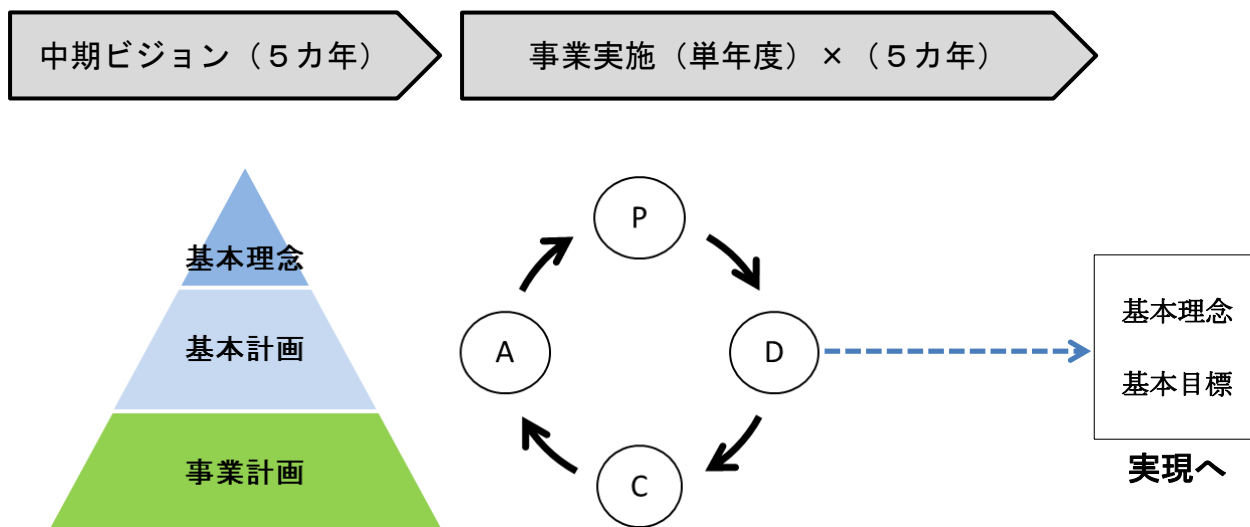 中期ビジョン（５カ年）
事業実施（単年度）×（５カ年）
基本理念
基本計画
事業計画
P
D
C
A
基本理念
基本目標
実現へ